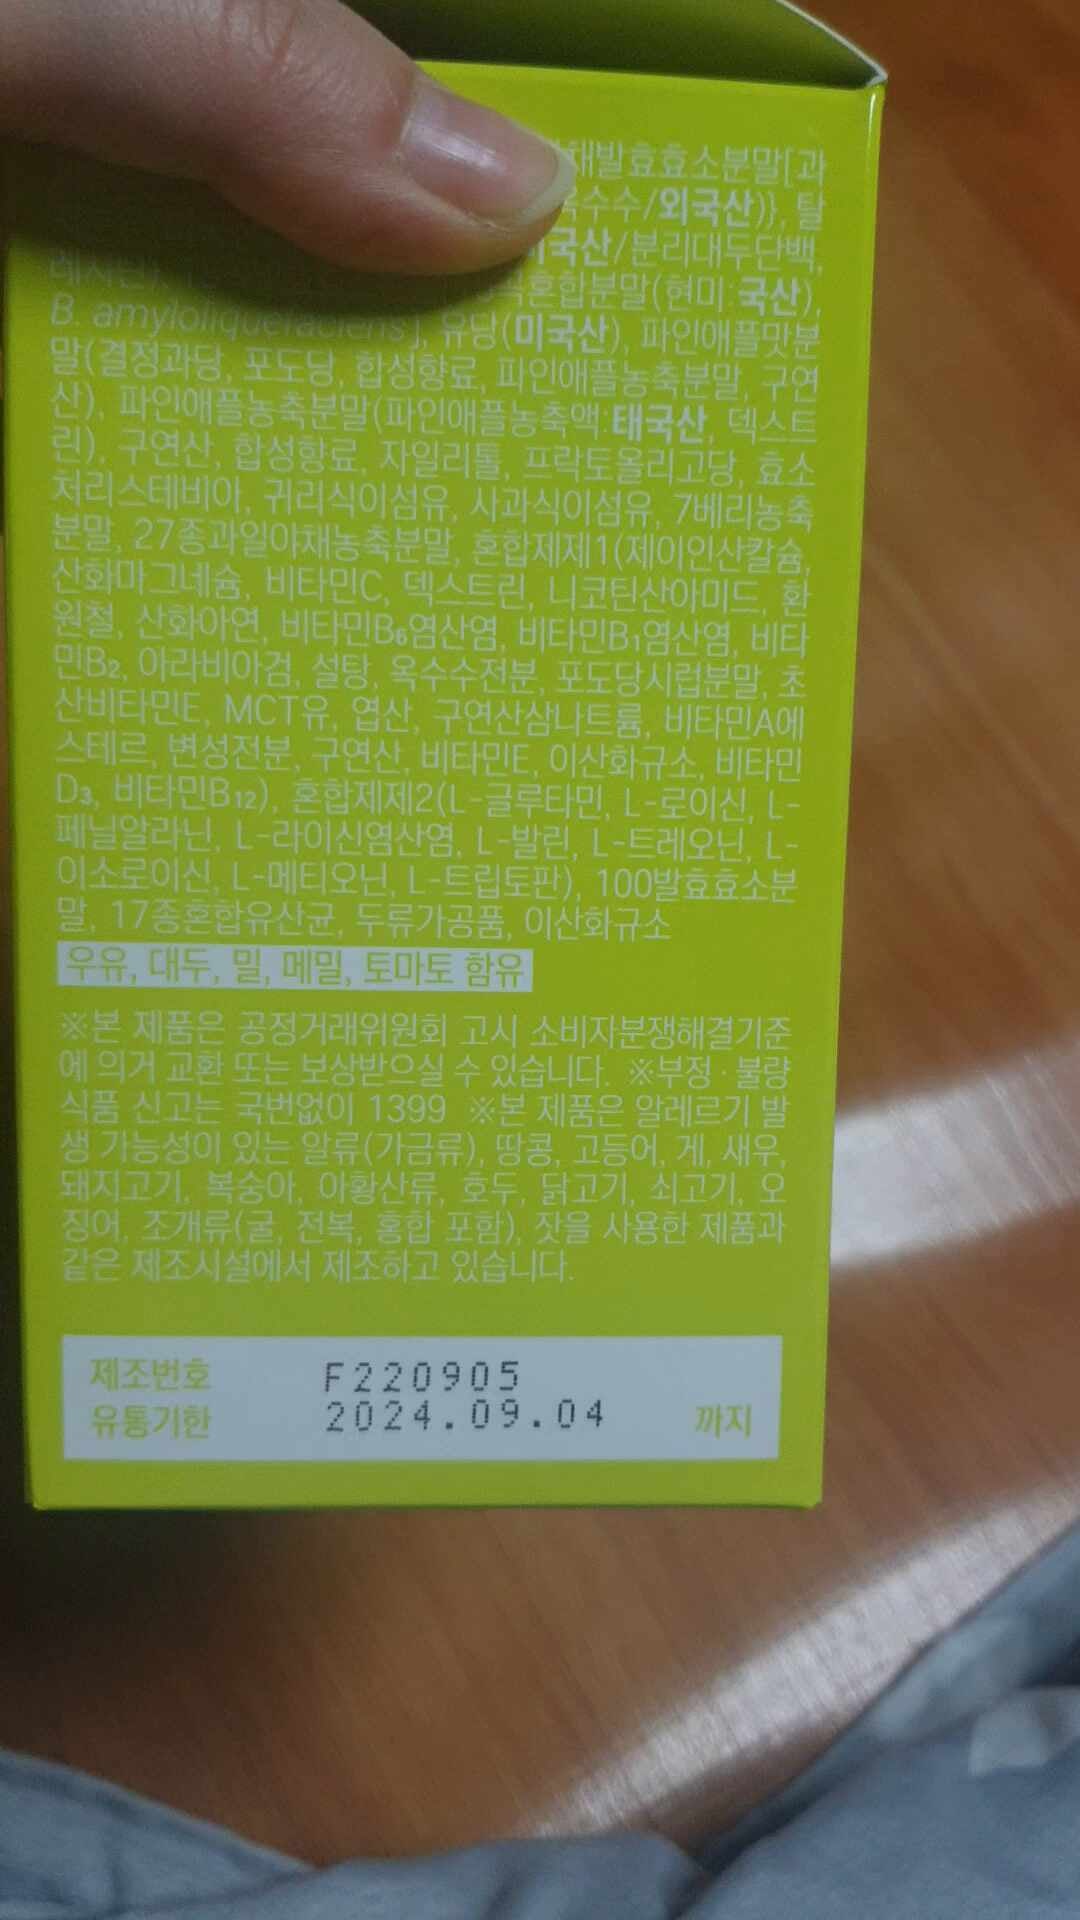 채발효효소분말[과
옥수수/외국산)}, 탈
미국산/분리대두단백,
레시틴),
혼합분말(현미:국산),
B. amyloliquefaciens], 유당(미국산), 파인애플맛분
말(결정과당, 포도당, 합성향료, 파인애플농축분말, 구연
산), 파인애플농축분말(파인애플농축액:태국산, 덱스트
린), 구연산, 합성향료, 자일리톨, 프락토올리고당, 효소
처리스테비아, 귀리식이섬유, 사과식이섬유, 7베리농축
분말, 27종과일야채농축분말, 혼합제제1(제이인산칼슘,
산화마그네슘, 비타민C, 덱스트린, 니코틴산아미드, 환
원철, 산화아연, 비타민B₆염산염, 비타민B₁염산염, 비타
민B₂, 아라비아검, 설탕, 옥수수전분, 포도당시럽분말, 초
산비타민E, MCT유, 엽산, 구연산삼나트륨, 비타민A에
스테르, 변성전분, 구연산, 비타민E, 이산화규소, 비타민
D₃, 비타민B₁₂), 혼합제제2(L-글루타민, L-로이신, L-
페닐알라닌, L-라이신염산염, L-발린, L-트레오닌, L-
이소로이신, L-메티오닌, L-트립토판), 100발효효소분
말, 17종혼합유산균, 두류가공품, 이산화규소
우유, 대두, 밀, 메밀, 토마토 함유
※본 제품은 공정거래위원회 고시 소비자분쟁해결기준
에 의거 교환 또는 보상받으실 수 있습니다. ※부정·불량
식품 신고는 국번없이 1399 ※본 제품은 알레르기 발
생 가능성이 있는 알류(가금류), 땅콩, 고등어, 게, 새우,
돼지고기, 복숭아, 아황산류, 호두, 닭고기, 쇠고기, 오
징어, 조개류(굴, 전복, 홍합 포함), 잣을 사용한 제품과
같은 제조시설에서 제조하고 있습니다.
제조번호 F220905
유통기한 2024.09.04 까지